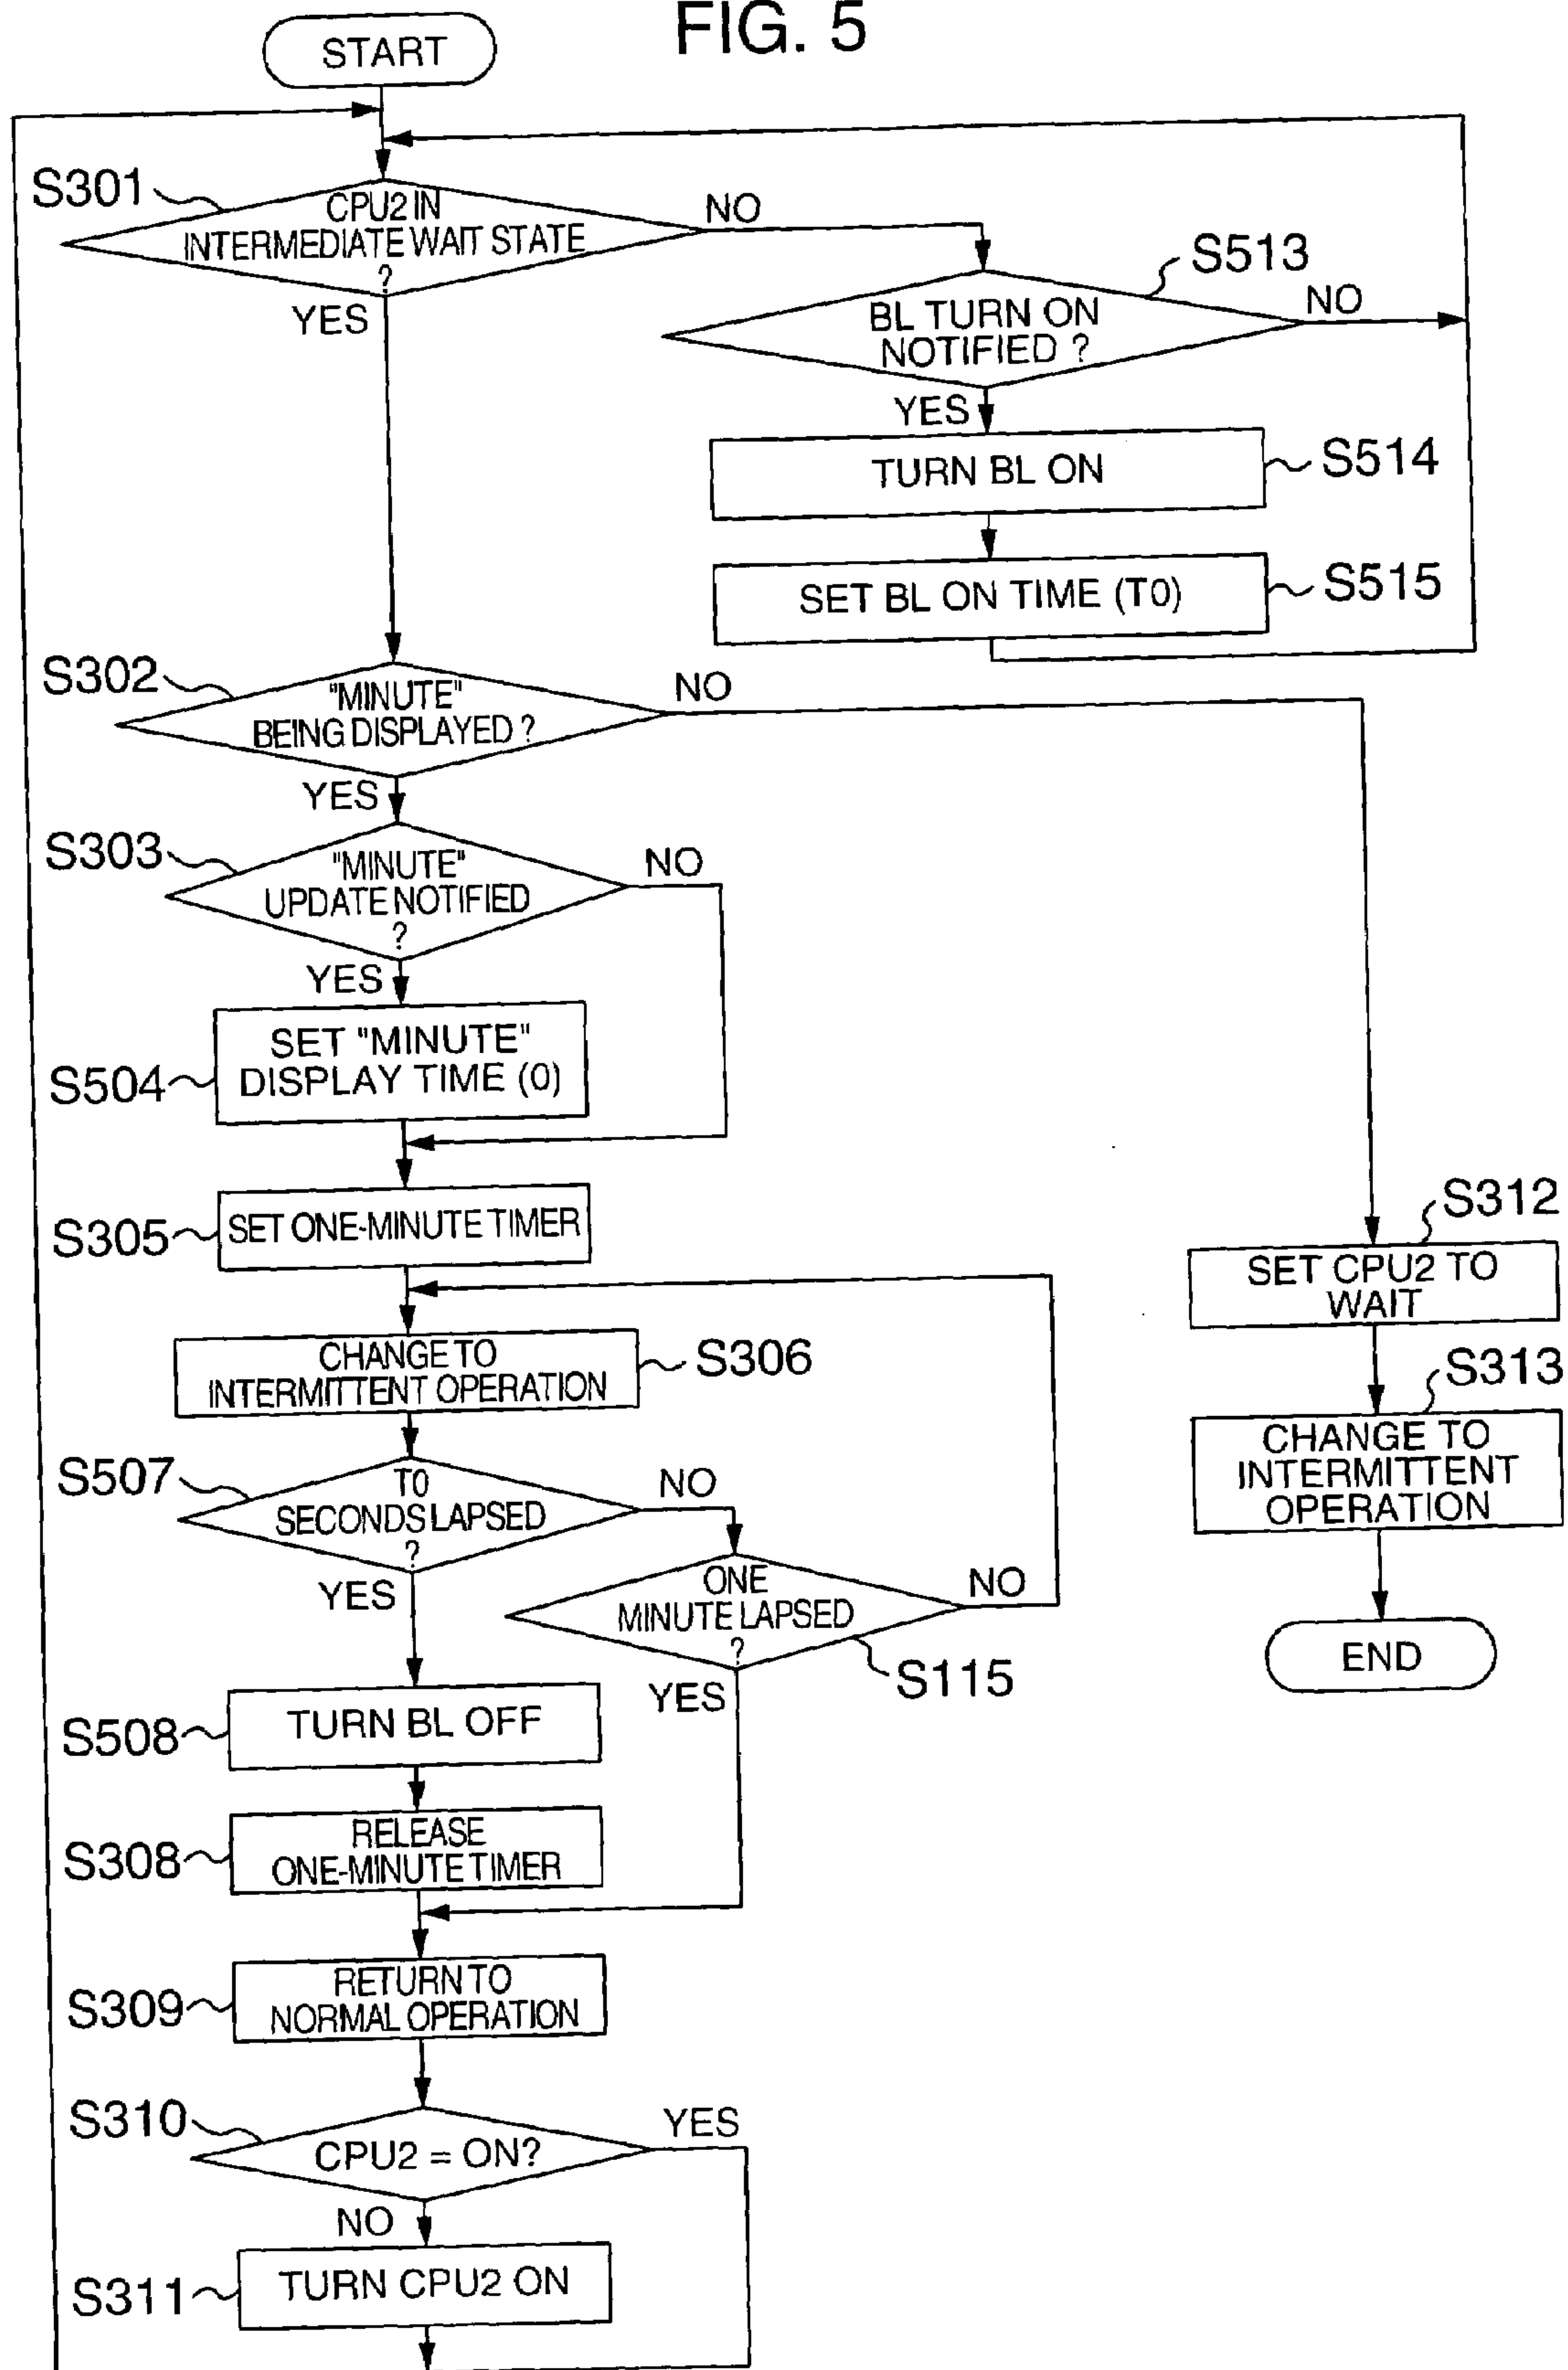 FIG. 5
START
S301
CPU2 IN
INTERMEDIATE WAIT STATE
?
NO
YES
S513
BL TURN ON
NOTIFIED ?
NO
YES
TURN BL ON
S514
SET BL ON TIME (T0)
S515
S302
"MINUTE"
BEING DISPLAYED ?
NO
YES
S303
"MINUTE"
UPDATE NOTIFIED
?
NO
YES
S504
SET "MINUTE"
DISPLAY TIME (0)
S305
SET ONE-MINUTE TIMER
S312
SET CPU2 TO
WAIT
CHANGE TO
INTERMITTENT OPERATION
S306
S313
CHANGE TO
INTERMITTENT
OPERATION
S507
T0
SECONDS LAPSED
?
NO
YES
ONE
MINUTE LAPSED
?
NO
S115
YES
END
S508
TURN BL OFF
S308
RELEASE
ONE-MINUTE TIMER
S309
RETURN TO
NORMAL OPERATION
S310
CPU2 = ON?
YES
NO
S311
TURN CPU2 ON